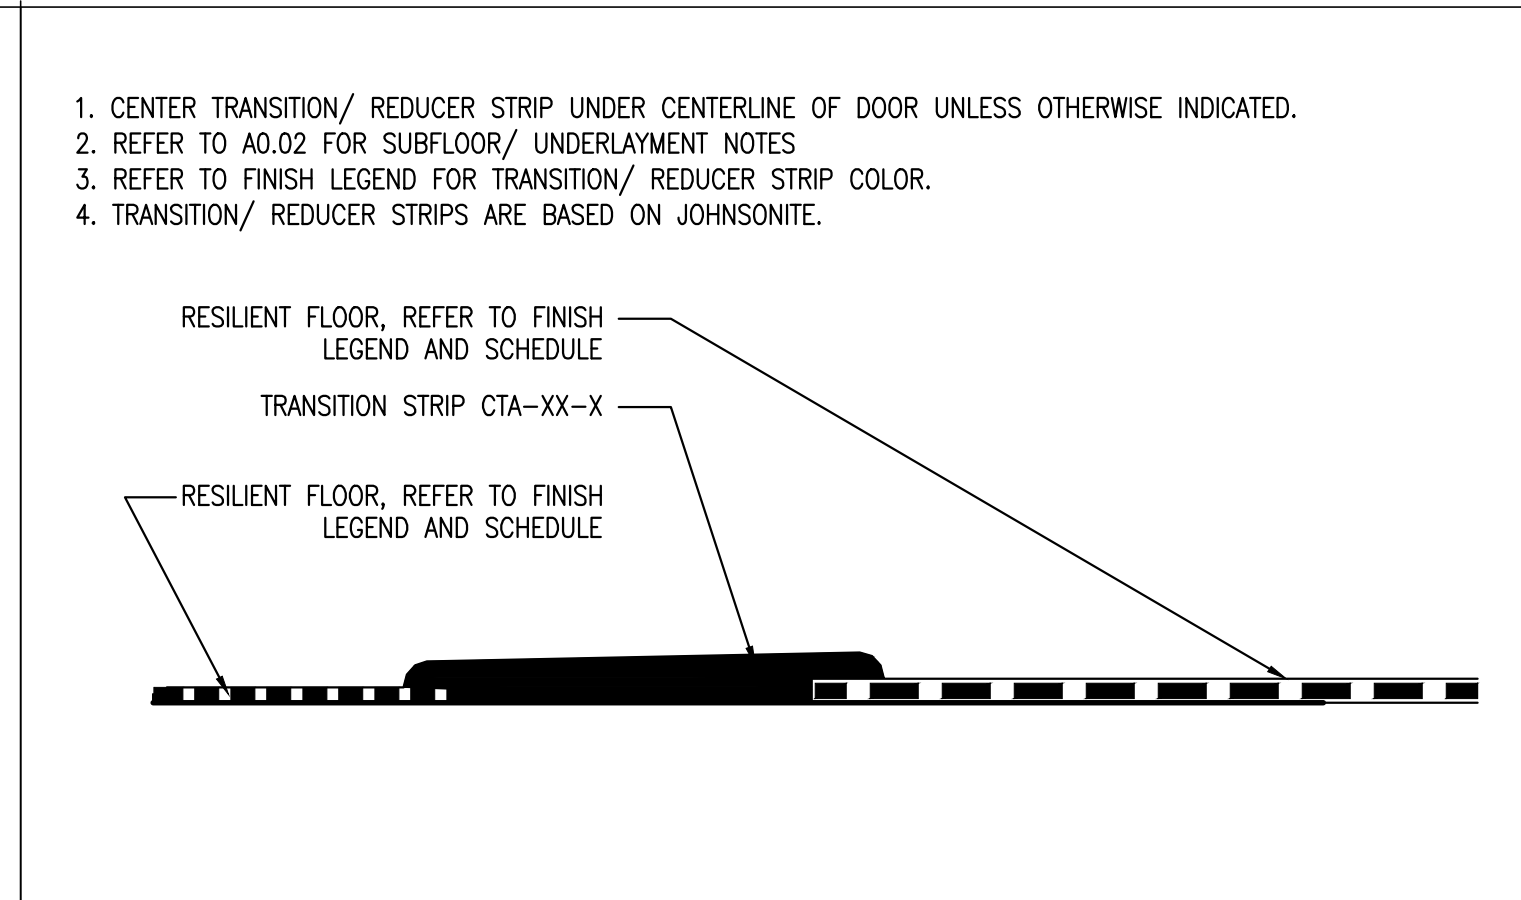 1. CENTER TRANSITION/ REDUCER STRIP UNDER CENTERLINE OF DOOR UNLESS OTHERWISE INDICATED.
2. REFER TO A0.02 FOR SUBFLOOR/ UNDERLAYMENT NOTES
3. REFER TO FINISH LEGEND FOR TRANSITION/ REDUCER STRIP COLOR.
4. TRANSITION/ REDUCER STRIPS ARE BASED ON JOHNSONITE.
RESILIENT FLOOR, REFER TO FINISH
LEGEND AND SCHEDULE
TRANSITION STRIP CTA-XX-X
RESILIENT FLOOR, REFER TO FINISH
LEGEND AND SCHEDULE